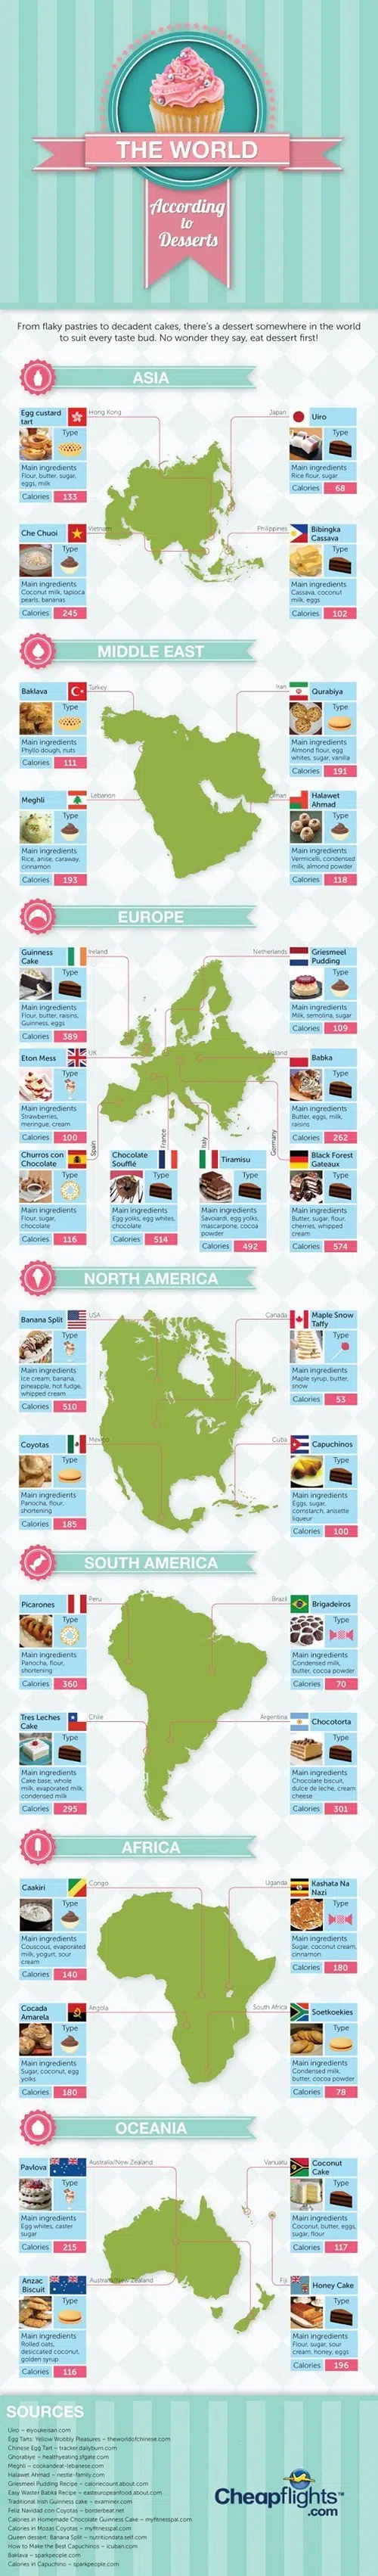 THE WORLD
According
to
Desserts
From flaky pastries to decadent cakes, there's a dessert somewhere in the world
to suit every taste bud. No wonder they say, eat dessert first!
ASIA
Egg custard
tart
Hong Kong
Type
Main ingredients
Flour, butter, sugar,
eggs, milk
Calories 133
Japan
Uiro
Type
Main ingredients
Rice flour, sugar
Calories 68
Che Chuoi
Vietnam
Type
Main ingredients
Coconut milk, tapioca
pearls, bananas
Calories 245
Philippines
Bibingka
Cassava
Type
Main ingredients
Cassava, coconut
milk, eggs
Calories 102
MIDDLE EAST
Baklava
Turkey
Type
Main ingredients
Phyllo dough, nuts
Calories 111
Iran
Qurabiya
Type
Main ingredients
Almond flour, egg
whites, sugar, vanilla
Calories 191
Meghli
Lebanon
Type
Main ingredients
Rice, anise, caraway,
cinnamon
Calories 193
Oman
Halawet
Ahmad
Type
Main ingredients
Vermicelli, condensed
milk, almond powder
Calories 118
EUROPE
Guinness
Cake
Ireland
Type
Main ingredients
Flour, butter, raisins,
Guinness, eggs
Calories 389
Netherlands
Griesmeel
Pudding
Type
Main ingredients
Milk, semolina, sugar
Calories 109
Eton Mess
UK
Type
Main ingredients
Strawberries,
meringue, cream
Calories 100
Poland
Babka
Type
Main ingredients
Butter, eggs, milk,
raisins
Calories 262
Churros con
Chocolate
Spain
Type
Main ingredients
Flour, sugar,
chocolate
Calories 116
Chocolate
Soufflé
France
Type
Main ingredients
Egg yolks, egg whites,
chocolate
Calories 514
Italy
Tiramisu
Type
Main ingredients
Savoiardi, egg yolks,
mascarpone, cocoa
powder
Calories 492
Germany
Black Forest
Gateaux
Type
Main ingredients
Butter, sugar, flour,
cherries, whipped
cream
Calories 574
NORTH AMERICA
Banana Split
USA
Type
Main ingredients
Ice cream, banana,
pineapple, hot fudge,
whipped cream
Calories 510
Canada
Maple Snow
Taffy
Type
Main ingredients
Maple syrup, butter,
snow
Calories 53
Coyotas
Mexico
Type
Main ingredients
Panocha, flour,
shortening
Calories 185
Cuba
Capuchinos
Type
Main ingredients
Eggs, sugar,
cornstarch, anisette
liqueur
Calories 100
SOUTH AMERICA
Picarones
Peru
Type
Main ingredients
Panocha, flour,
shortening
Calories 360
Brazil
Brigadeiros
Type
Main ingredients
Condensed milk,
butter, cocoa powder
Calories 70
Tres Leches
Cake
Chile
Type
Main ingredients
Cake base, whole
milk, evaporated milk,
condensed milk
Calories 295
Argentina
Chocotorta
Type
Main ingredients
Chocolate biscuit,
dulce de leche, cream
cheese
Calories 301
AFRICA
Caakiri
Congo
Type
Main ingredients
Couscous, evaporated
milk, yogurt, sour
cream
Calories 140
Uganda
Kashata Na
Nazi
Type
Main ingredients
Sugar, coconut cream,
cinnamon
Calories 180
Cocada
Amarela
Angola
Type
Main ingredients
Sugar, coconut, egg
yolks
Calories 180
South Africa
Soetkoekies
Type
Main ingredients
Condensed milk,
butter, cocoa powder
Calories 78
OCEANIA
Pavlova
Australia/New Zealand
Type
Main ingredients
Egg whites, caster
sugar
Calories 215
Vanuatu
Coconut
Cake
Type
Main ingredients
Coconut, butter, eggs,
sugar, flour
Calories 117
Anzac
Biscuit
Australia/New Zealand
Type
Main ingredients
Rolled oats,
desiccated coconut,
golden syrup
Calories 116
Fiji
Honey Cake
Type
Main ingredients
Flour, sugar, sour
cream, honey, eggs
Calories 196
SOURCES
Uiro – eiyoukeisan.com
Egg Tarts: Yellow Wobbly Pleasures – theworldofchinese.com
Chinese Egg Tart – tracker.dailyburn.com
Ghorabiye – healthyeating.sfgate.com
Meghli – cookandeat-lebanese.com
Halawet Ahmad – nestle-family.com
Griesmeel Pudding Recipe – caloriecount.about.com
Easy Easter Babka Recipe – easteuropeanfood.about.com
Traditional Irish Guinness cake – examiner.com
Feliz Navidad con Coyotas – borderbeat.net
Calories in Homemade Chocolate Guinness Cake – myfitnesspal.com
Calories in Mozas Coyotas – myfitnesspal.com
Queen dessert: Banana Split – nutritiondata.self.com
How to Make the Best Capuchinos – icuban.com
Baklava – sparkpeople.com
Calories in Capuchino – sparkpeople.com
Cheapflights™
.com